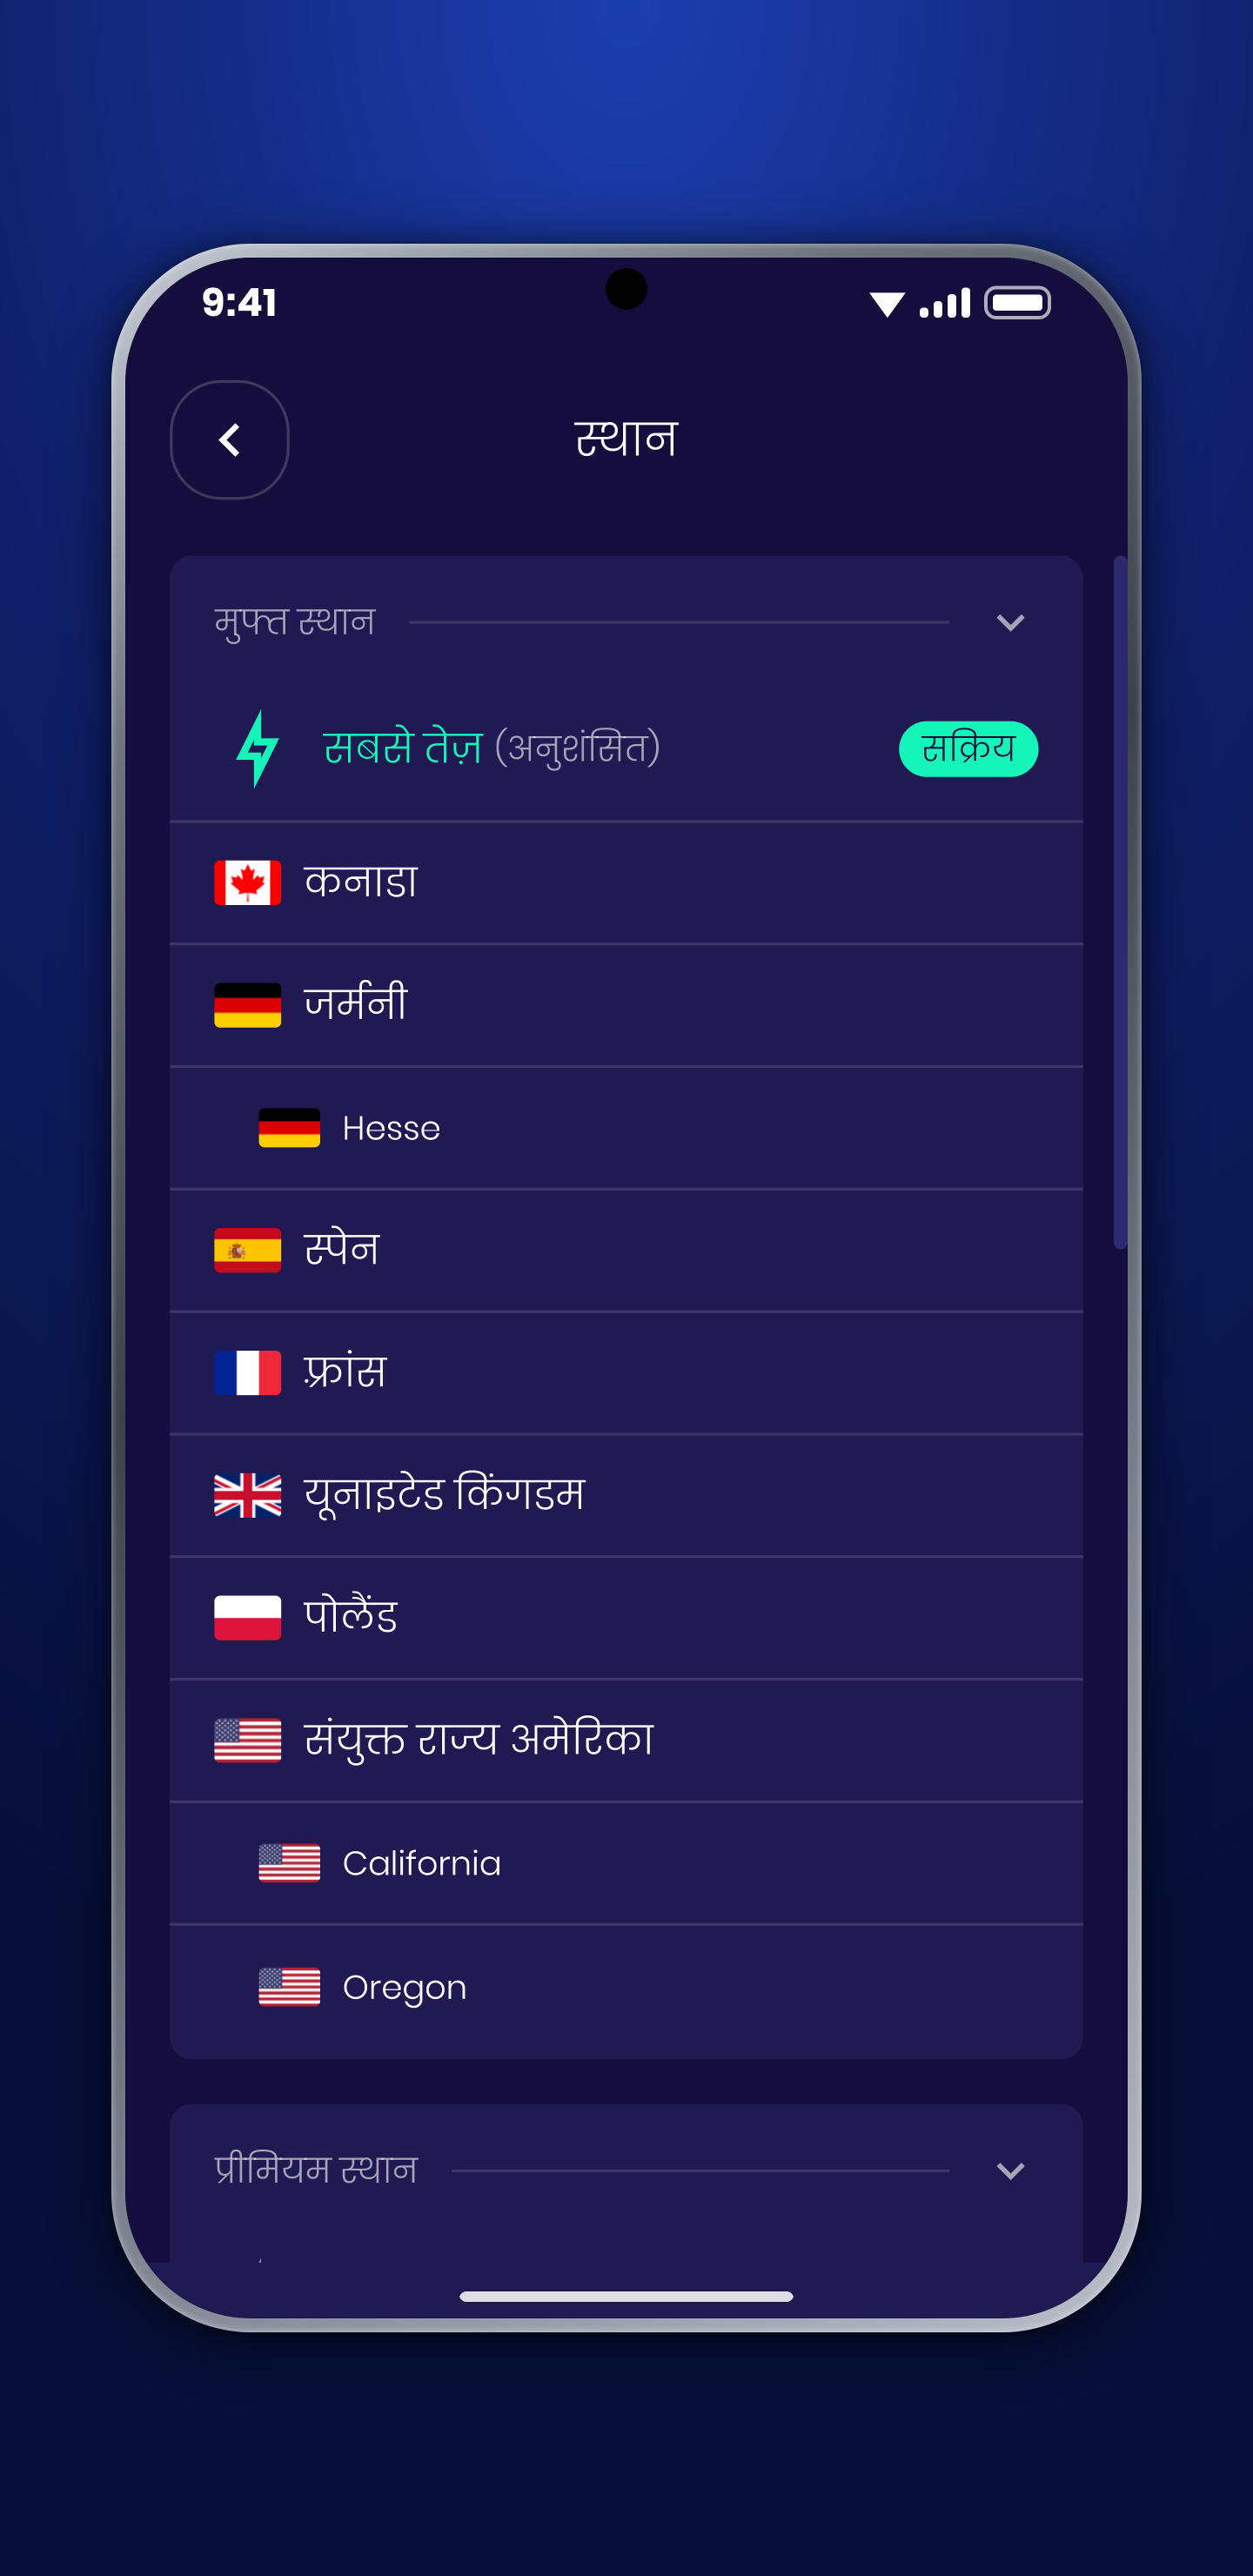 9:41
स्थान
मुफ्त स्थान
सबसे तेज़ (अनुशंसित) सक्रिय
कनाडा
जर्मनी
Hesse
स्पेन
फ़्रांस
यूनाइटेड किंगडम
पोलैंड
संयुक्त राज्य अमेरिका
California
Oregon
प्रीमियम स्थान